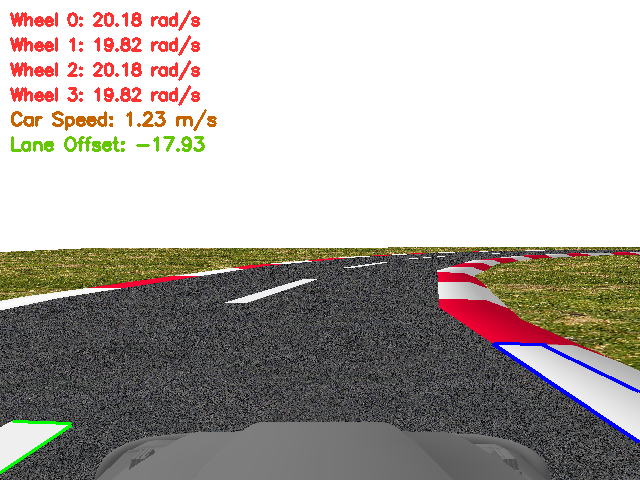 Wheel 0: 20.18 rad/s
Wheel 1: 19.82 rad/s
Wheel 2: 20.18 rad/s
Wheel 3: 19.82 rad/s
Car Speed: 1.23 m/s
Lane Offset: -17.93